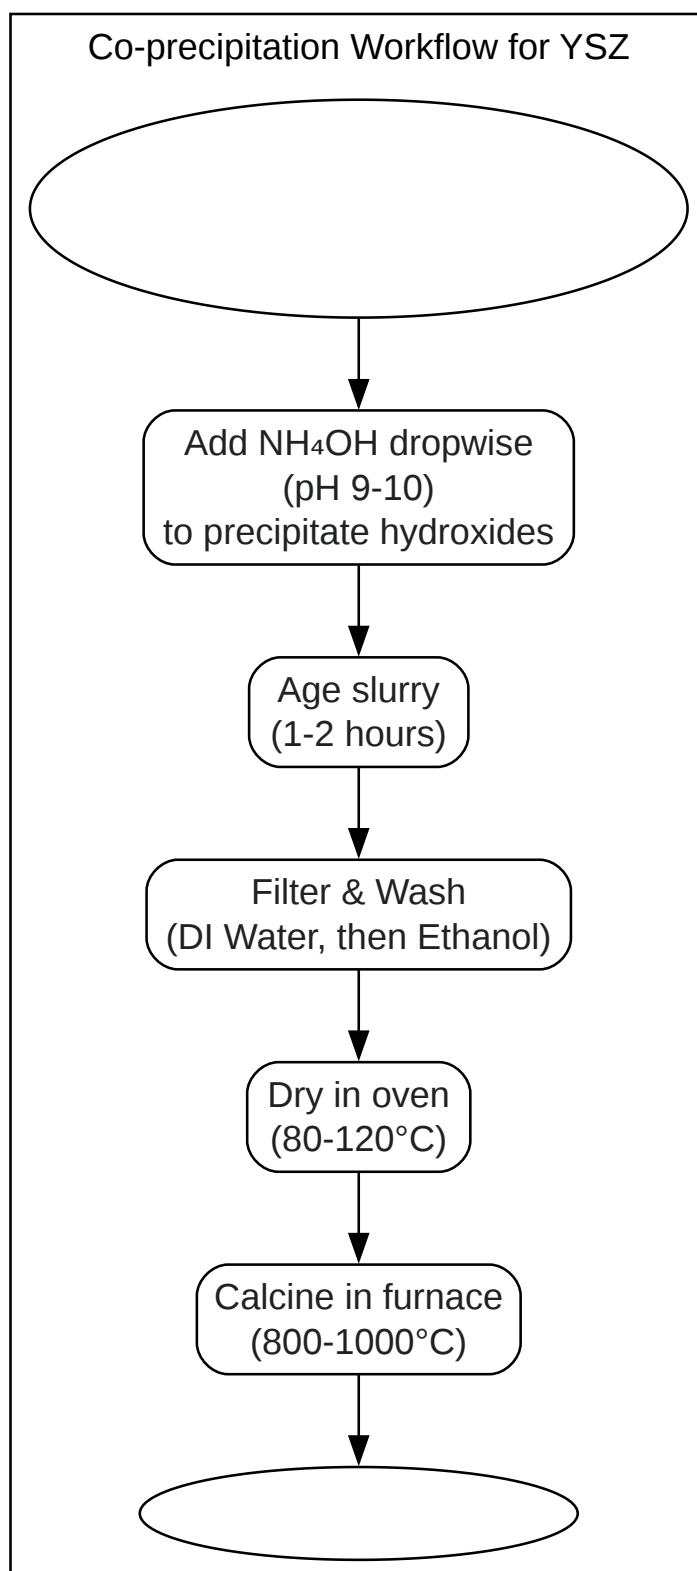 Co-precipitation Workflow for YSZ
Add NH₄OH dropwise
(pH 9-10)
to precipitate hydroxides
Age slurry
(1-2 hours)
Filter & Wash
(DI Water, then Ethanol)
Dry in oven
(80-120°C)
Calcine in furnace
(800-1000°C)